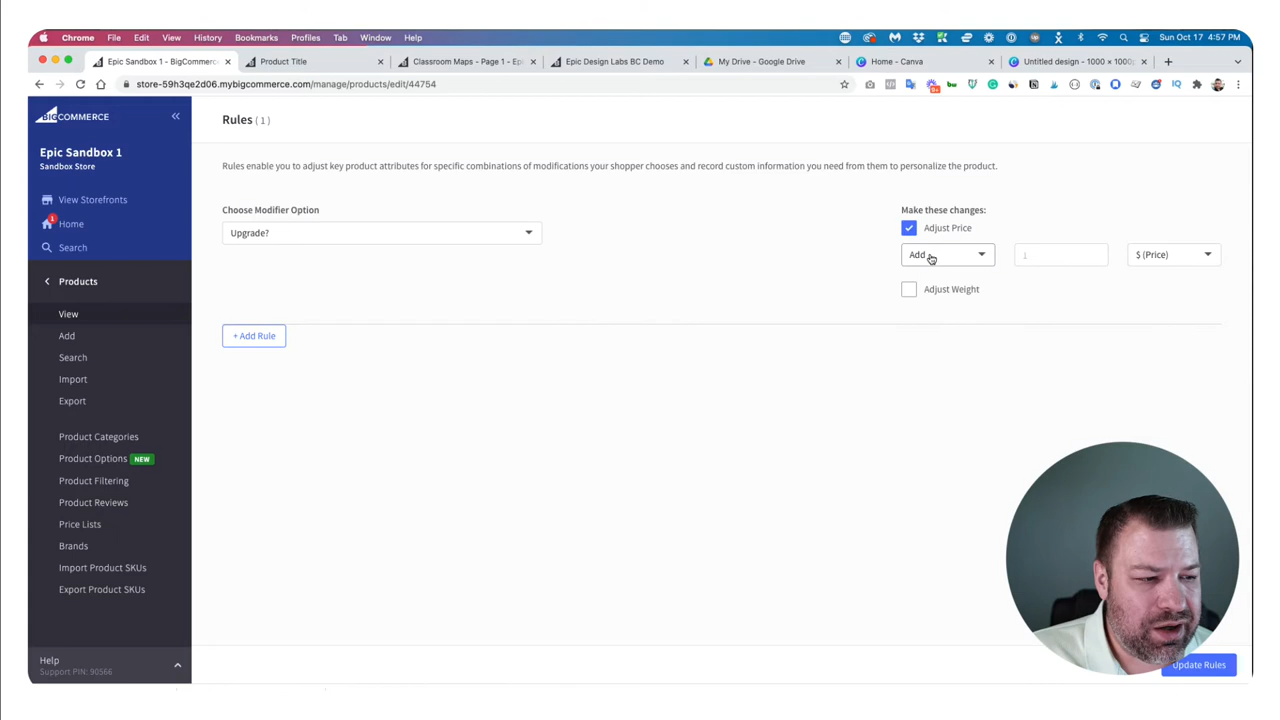 Chrome File Edit View History Bookmarks Profiles Tab Window Help Sun Oct 17 4:57 PM
Epic Sandbox 1 - BigCommerce Product Title Classroom Maps - Page 1 - Epi Epic Design Labs BC Demo My Drive - Google Drive Home - Canva Untitled design - 1000 × 1000p
store-59h3qe2d06.mybigcommerce.com/manage/products/edit/44754
BIGCOMMERCE
Rules (1)
Epic Sandbox 1
Sandbox Store
Rules enable you to adjust key product attributes for specific combinations of modifications your shopper chooses and record custom information you need from them to personalize the product.
View Storefronts
1
Home
Search
Choose Modifier Option
Upgrade?
Make these changes:
Adjust Price
Add
$ (Price)
Adjust Weight
+ Add Rule
Products
View
Add
Search
Import
Export
Product Categories
Product Options NEW
Product Filtering
Product Reviews
Price Lists
Brands
Import Product SKUs
Export Product SKUs
Help
Support PIN: 90566
Update Rules